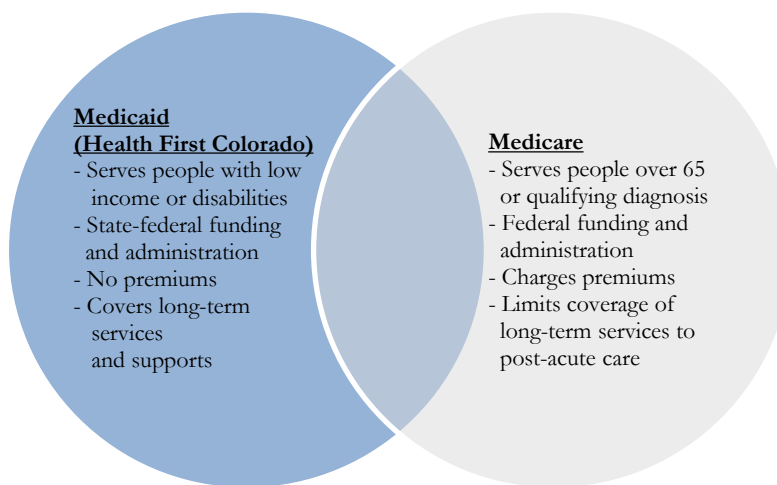 Medicaid
(Health First Colorado)
- Serves people with low
income or disabilities
- State-federal funding
and administration
- No premiums
- Covers long-term
services
and supports
Medicare
- Serves people over 65
or qualifying diagnosis
- Federal funding and
administration
- Charges premiums
- Limits coverage of
long-term services to
post-acute care